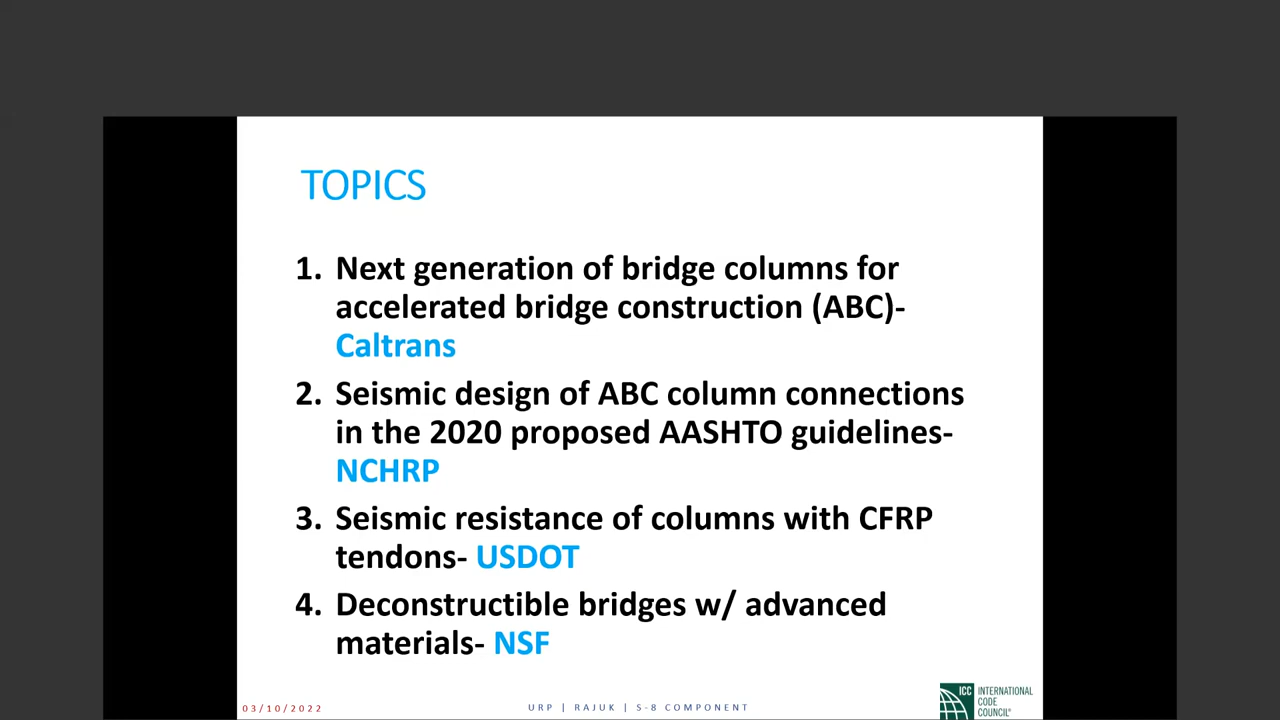 TOPICS
1. Next generation of bridge columns for
accelerated bridge construction (ABC)-
Caltrans
2. Seismic design of ABC column connections
in the 2020 proposed AASHTO guidelines-
NCHRP
3. Seismic resistance of columns with CFRP
tendons- USDOT
4. Deconstructible bridges w/ advanced
materials- NSF
03/10/2022
URP | RAJUK | S-8 COMPONENT
ICC
INTERNATIONAL
CODE
COUNCIL®